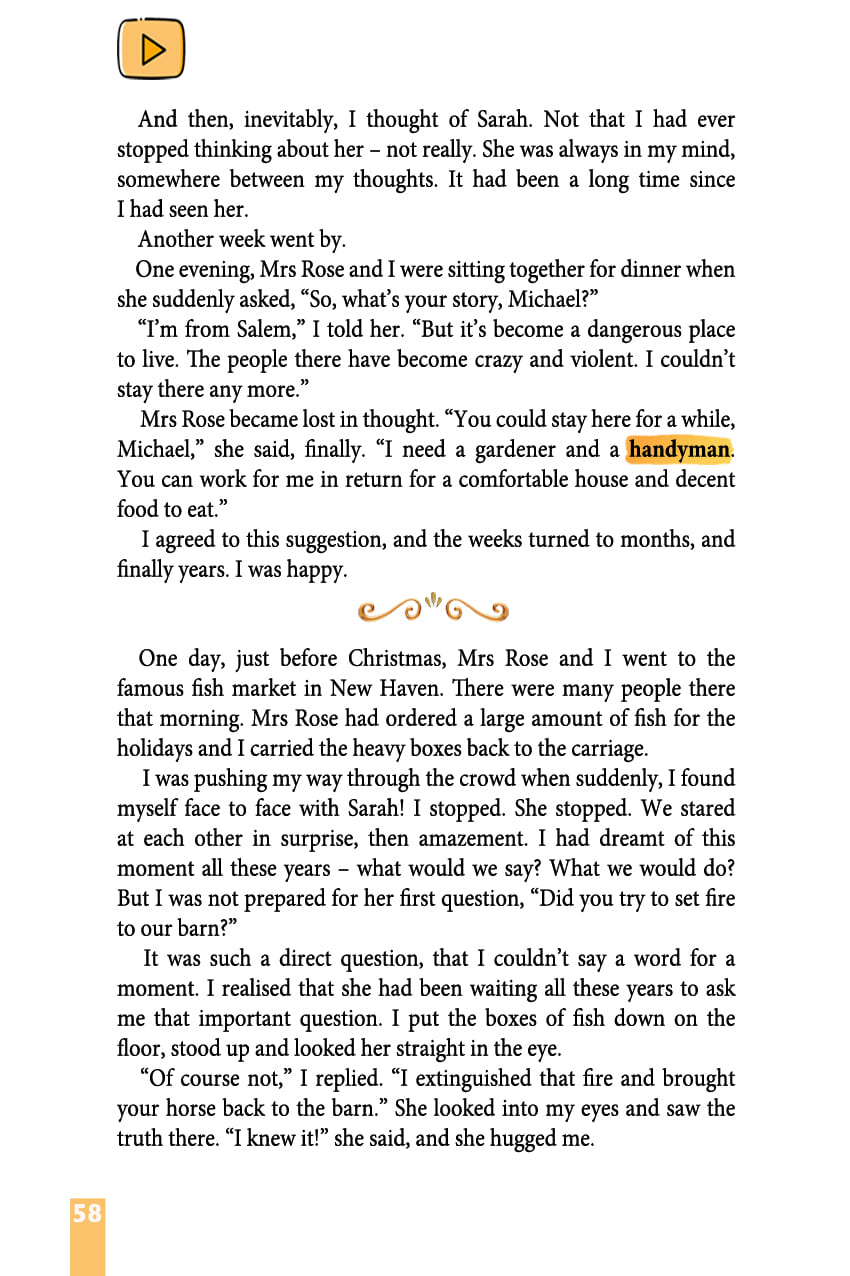 And then, inevitably, I thought of Sarah. Not that I had ever
stopped thinking about her – not really. She was always in my mind,
somewhere between my thoughts. It had been a long time since
I had seen her.
Another week went by.
One evening, Mrs Rose and I were sitting together for dinner when
she suddenly asked, “So, what’s your story, Michael?”
“I’m from Salem,” I told her. “But it’s become a dangerous place
to live. The people there have become crazy and violent. I couldn’t
stay there any more.”
Mrs Rose became lost in thought. “You could stay here for a while,
Michael,” she said, finally. “I need a gardener and a handyman.
You can work for me in return for a comfortable house and decent
food to eat.”
I agreed to this suggestion, and the weeks turned to months, and
finally years. I was happy.
One day, just before Christmas, Mrs Rose and I went to the
famous fish market in New Haven. There were many people there
that morning. Mrs Rose had ordered a large amount of fish for the
holidays and I carried the heavy boxes back to the carriage.
I was pushing my way through the crowd when suddenly, I found
myself face to face with Sarah! I stopped. She stopped. We stared
at each other in surprise, then amazement. I had dreamt of this
moment all these years – what would we say? What we would do?
But I was not prepared for her first question, “Did you try to set fire
to our barn?”
It was such a direct question, that I couldn’t say a word for a
moment. I realised that she had been waiting all these years to ask
me that important question. I put the boxes of fish down on the
floor, stood up and looked her straight in the eye.
“Of course not,” I replied. “I extinguished that fire and brought
your horse back to the barn.” She looked into my eyes and saw the
truth there. “I knew it!” she said, and she hugged me.
58